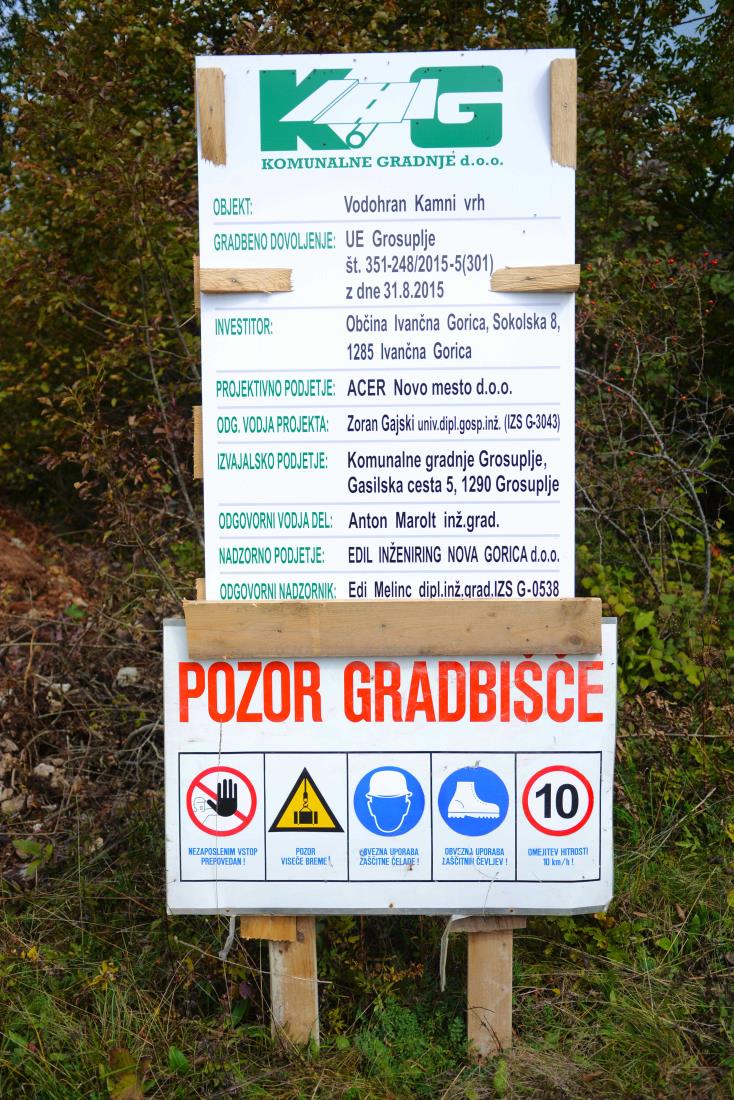 KG
KOMUNALNE GRADNJE d.o.o.
OBJEKT: Vodohran Kamni vrh
GRADBENO DOVOLJENJE: UE Grosuplje
št. 351-248/2015-5(301)
z dne 31.8.2015
INVESTITOR: Občina Ivančna Gorica, Sokolska 8,
1285 Ivančna Gorica
PROJEKTIVNO PODJETJE: ACER Novo mesto d.o.o.
ODG. VODJA PROJEKTA: Zoran Gajski univ.dipl.gosp.inž. (IZS G-3043)
IZVAJALSKO PODJETJE: Komunalne gradnje Grosuplje,
Gasilska cesta 5, 1290 Grosuplje
ODGOVORNI VODJA DEL: Anton Marolt inž.grad.
NADZORNO PODJETJE: EDIL INŽENIRING NOVA GORICA d.o.o.
ODGOVORNI NADZORNIK: Edi Melinc dipl.inž.grad.IZS G-0538
POZOR GRADBIŠČE
NEZAPOSLENIM VSTOP
PREPOVEDAN !
POZOR
VISEČE BREME !
OBVEZNA UPORABA
ZAŠČITNE ČELADE !
OBVEZNA UPORABA
ZAŠČITNIH ČEVLJEV !
10
OMEJITEV HITROSTI
10 km/h !